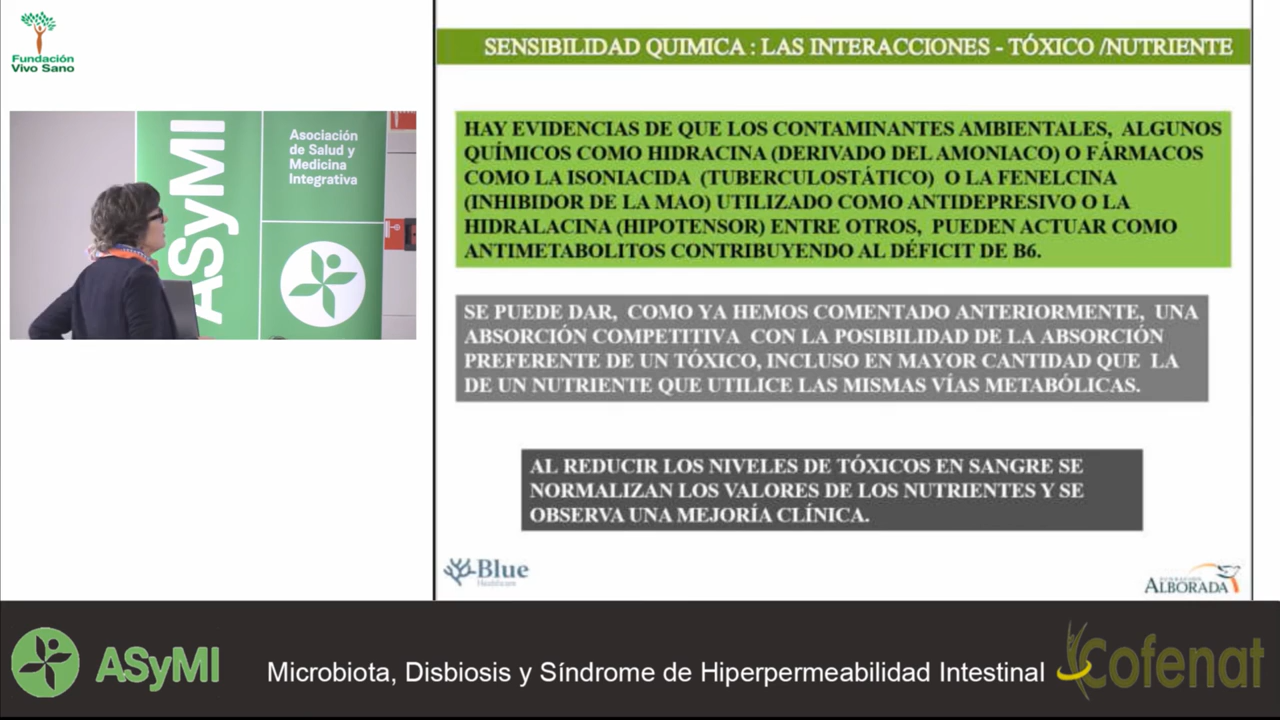 Fundación
Vivo Sano
ASyMI
Asociación
de Salud y
Medicina
Integrativa
SENSIBILIDAD QUIMICA : LAS INTERACCIONES - TÓXICO /NUTRIENTE
HAY EVIDENCIAS DE QUE LOS CONTAMINANTES AMBIENTALES, ALGUNOS
QUÍMICOS COMO HIDRACINA (DERIVADO DEL AMONIACO) O FÁRMACOS
COMO LA ISONIACIDA (TUBERCULOSTÁTICO) O LA FENELCINA
(INHIBIDOR DE LA MAO) UTILIZADO COMO ANTIDEPRESIVO O LA
HIDRALACINA (HIPOTENSOR) ENTRE OTROS, PUEDEN ACTUAR COMO
ANTIMETABOLITOS CONTRIBUYENDO AL DÉFICIT DE B6.
SE PUEDE DAR, COMO YA HEMOS COMENTADO ANTERIORMENTE, UNA
ABSORCIÓN COMPETITIVA CON LA POSIBILIDAD DE LA ABSORCIÓN
PREFERENTE DE UN TÓXICO, INCLUSO EN MAYOR CANTIDAD QUE LA
DE UN NUTRIENTE QUE UTILICE LAS MISMAS VÍAS METABÓLICAS.
AL REDUCIR LOS NIVELES DE TÓXICOS EN SANGRE SE
NORMALIZAN LOS VALORES DE LOS NUTRIENTES Y SE
OBSERVA UNA MEJORÍA CLÍNICA.
Blue
Healthcare
FUNDACIÓN
ALBORADA
ASyMI
Microbiota, Disbiosis y Síndrome de Hiperpermeabilidad Intestinal
Cofenat